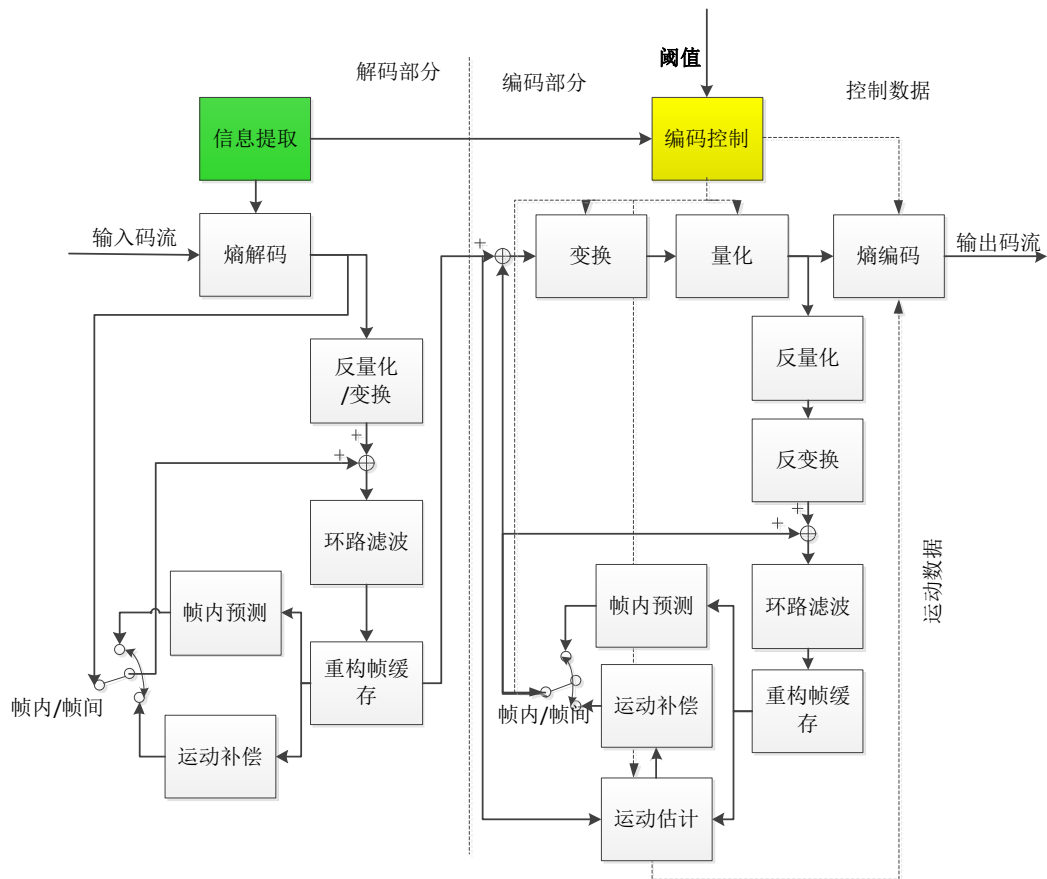 解码部分
编码部分
阈值
控制数据
信息提取
编码控制
输入码流
熵解码
+
变换
量化
熵编码
输出码流
反量化
/变换
反量化
+
+
反变换
环路滤波
+
+
运动数据
帧内预测
帧内预测
环路滤波
重构帧缓
存
帧内/帧间
运动补偿
帧内/帧间
运动补偿
重构帧缓
存
运动估计